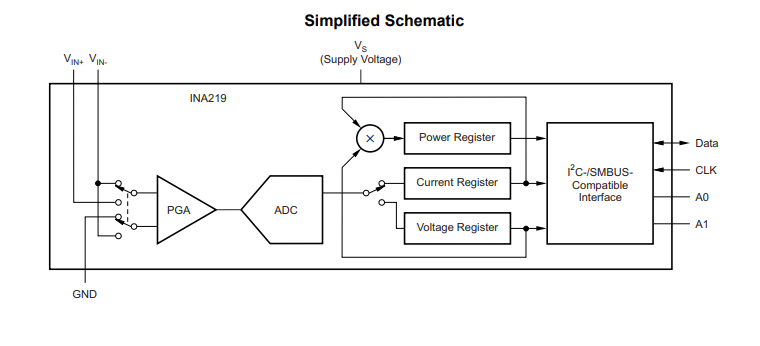 Simplified Schematic
VIN+ VIN-
VS
(Supply Voltage)
INA219
×
Power Register
Current Register
Voltage Register
PGA
ADC
I2C-/SMBUS-
Compatible
Interface
Data
CLK
A0
A1
GND